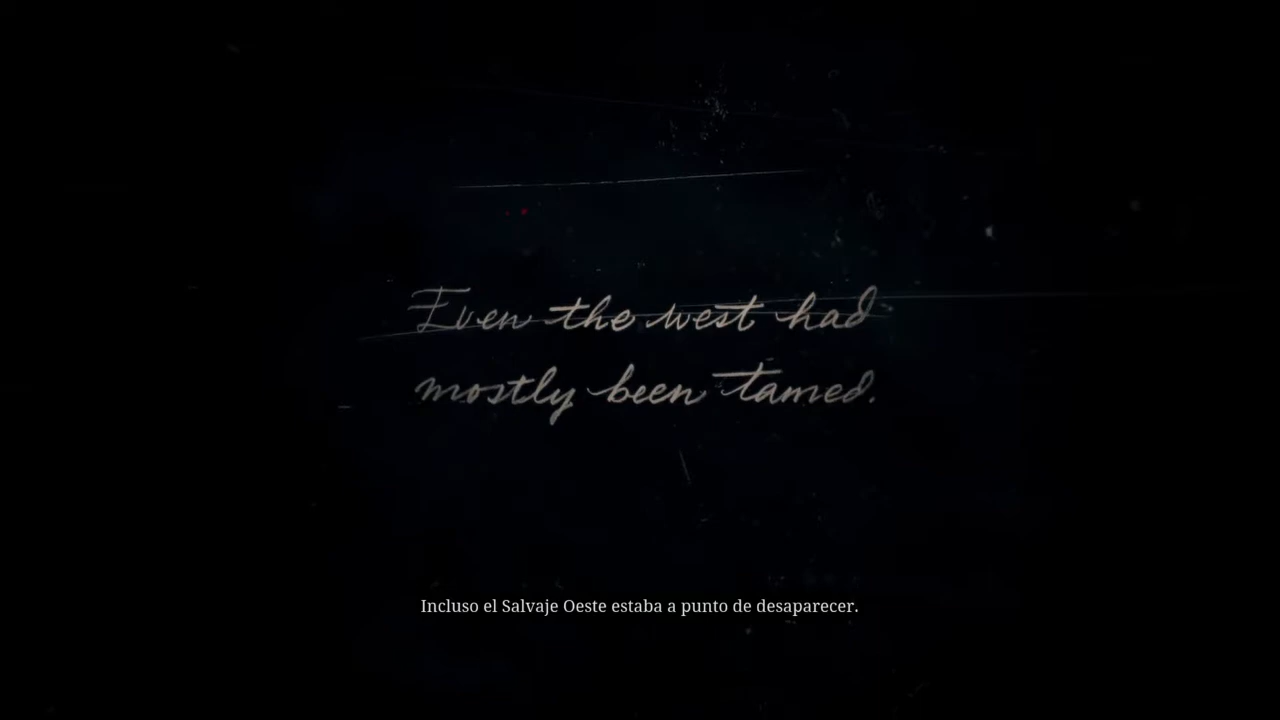 Even the west had
mostly been tamed.
Incluso el Salvaje Oeste estaba a punto de desaparecer.